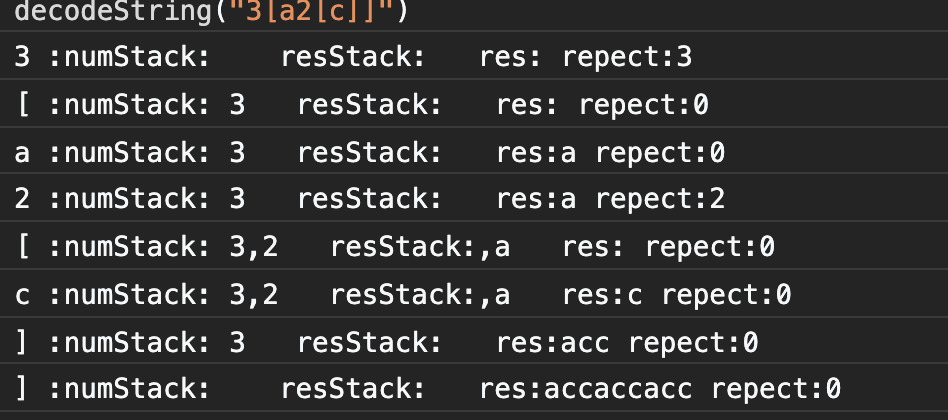 decodeString("3[a2[c]]")
3 :numStack:    resStack:   res: repect:3
[ :numStack: 3   resStack:   res: repect:0
a :numStack: 3   resStack:   res:a repect:0
2 :numStack: 3   resStack:   res:a repect:2
[ :numStack: 3,2   resStack:,a   res: repect:0
c :numStack: 3,2   resStack:,a   res:c repect:0
] :numStack: 3   resStack:   res:acc repect:0
] :numStack:    resStack:   res:accaccacc repect:0